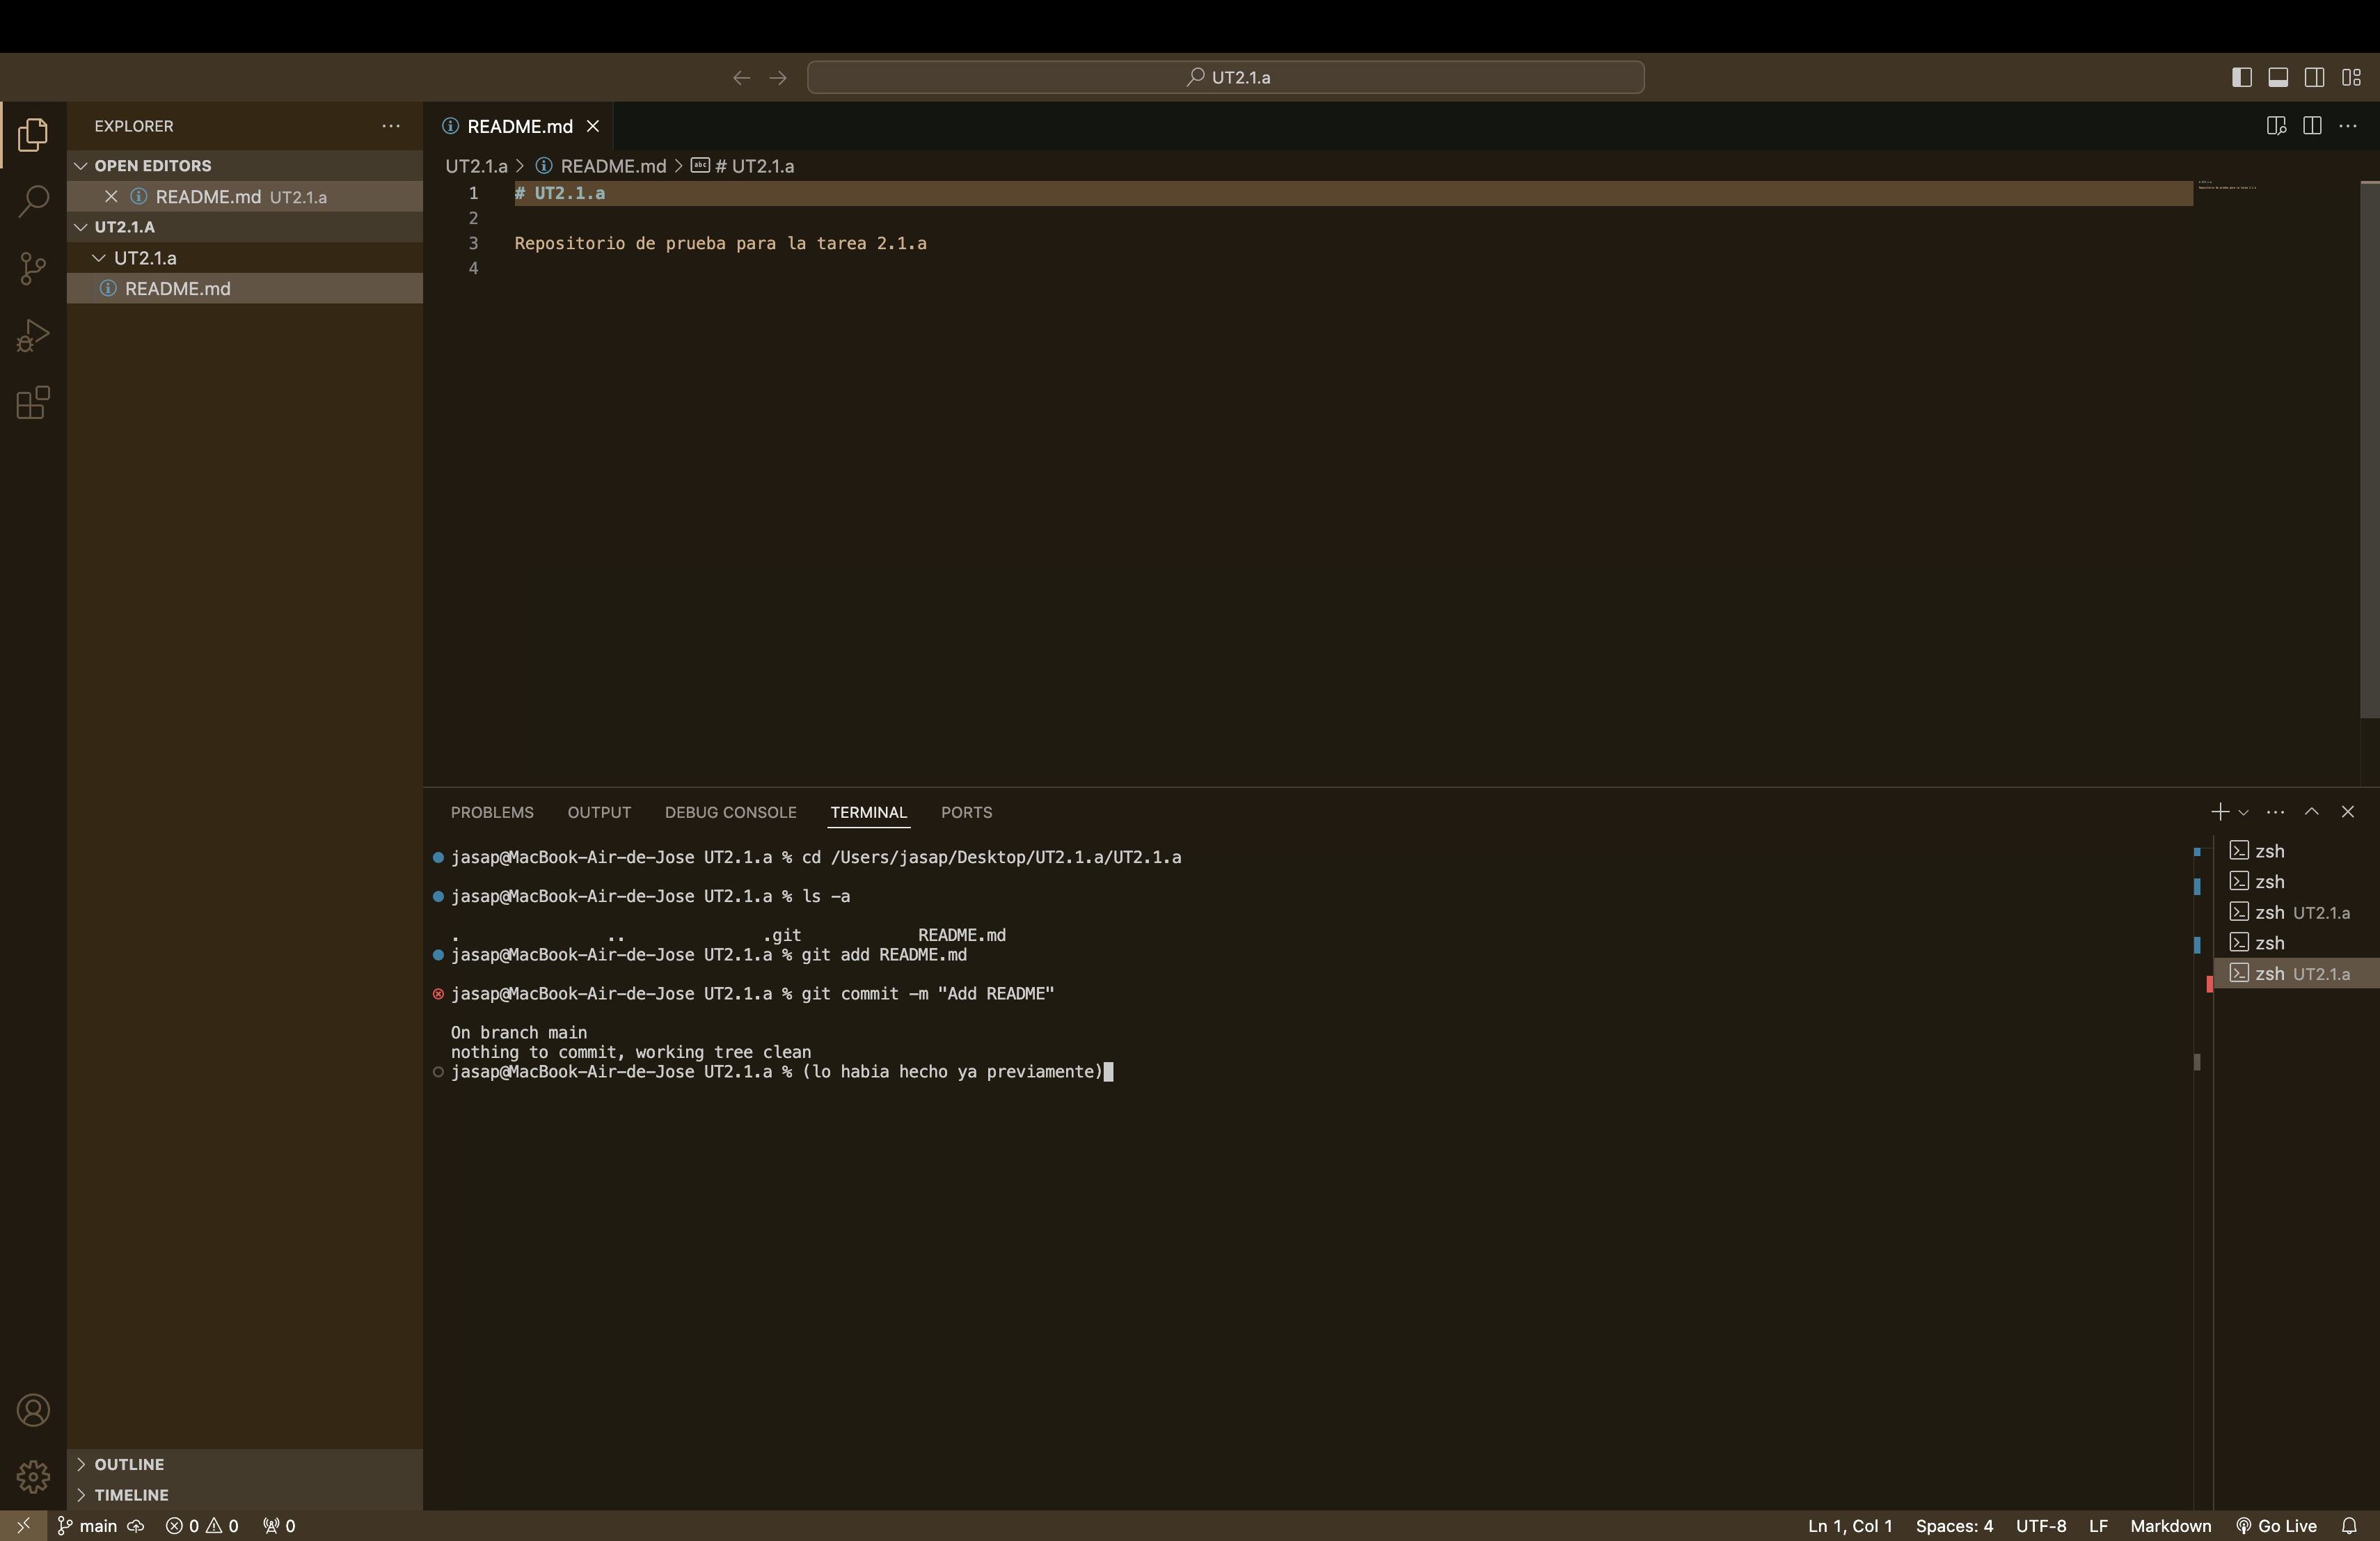 UT2.1.a
EXPLORER
OPEN EDITORS
README.md UT2.1.a
UT2.1.A
UT2.1.a
README.md
OUTLINE
TIMELINE
README.md
UT2.1.a > README.md > abc # UT2.1.a
1 # UT2.1.a
2
3 Repositorio de prueba para la tarea 2.1.a
4
PROBLEMS OUTPUT DEBUG CONSOLE TERMINAL PORTS
jasap@MacBook-Air-de-Jose UT2.1.a % cd /Users/jasap/Desktop/UT2.1.a/UT2.1.a
jasap@MacBook-Air-de-Jose UT2.1.a % ls -a
. .. .git README.md
jasap@MacBook-Air-de-Jose UT2.1.a % git add README.md
jasap@MacBook-Air-de-Jose UT2.1.a % git commit -m "Add README"
On branch main
nothing to commit, working tree clean
jasap@MacBook-Air-de-Jose UT2.1.a % (lo habia hecho ya previamente)
zsh
zsh
zsh UT2.1.a
zsh
zsh UT2.1.a
main 0 0 0 Ln 1, Col 1 Spaces: 4 UTF-8 LF Markdown Go Live